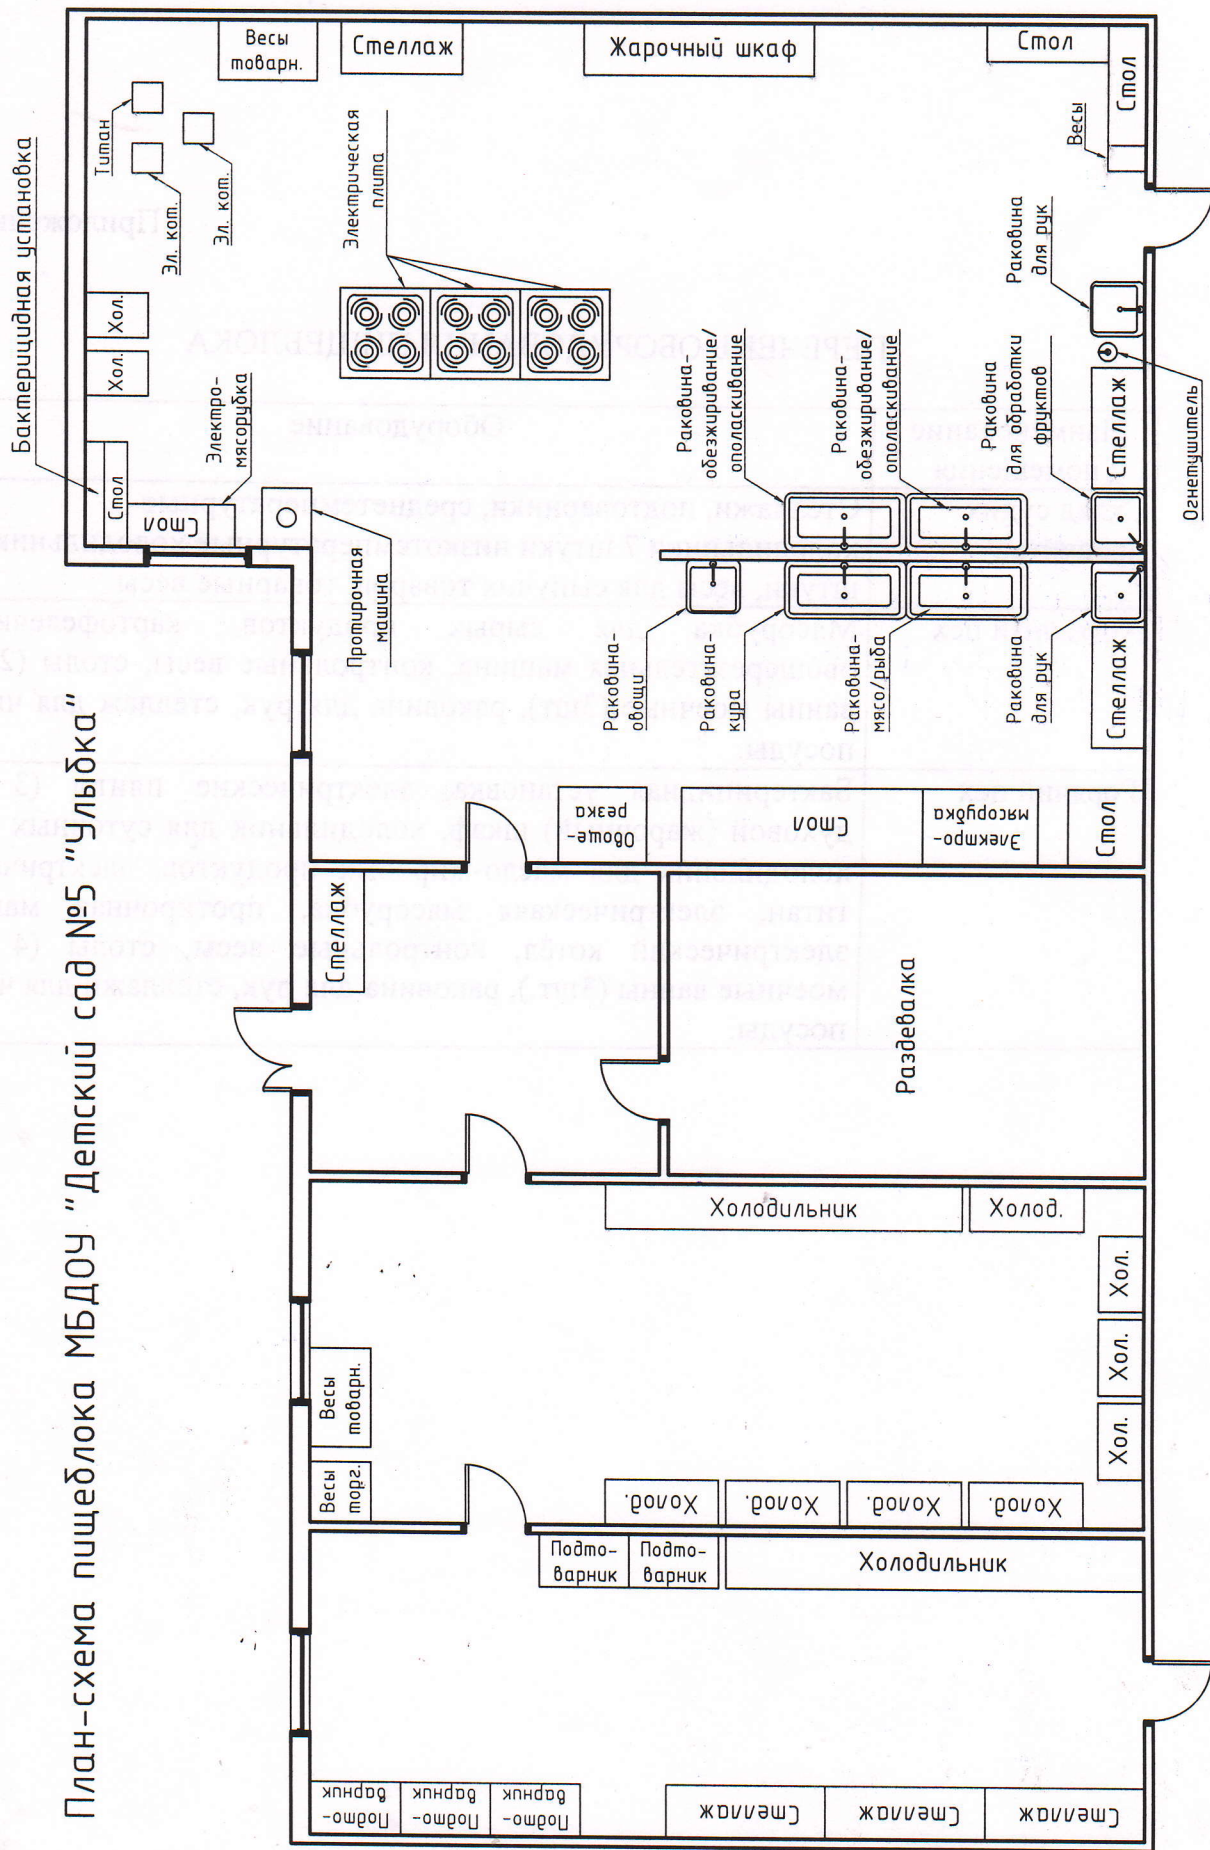 План-схема пищеблока МБДОУ "Детский сад №5 "Улыбка"
Бактерицидная установка
Титан
Эл. кот.
Эл. кот.
Весы
товарн.
Стеллаж
Жарочный шкаф
Стол
Стол
Весы
Хол.
Хол.
Стол
Стол
Электро-
мясорубка
Протирочная
машина
Электрическая
плита
Раковина-
обезжиривание/
ополаскивание
Раковина-
обезжиривание/
ополаскивание
Раковина
для обработки
фруктов
Раковина
для рук
Огнетушитель
Стеллаж
Раковина-
овощи
Раковина-
кура
Раковина
мясо/рыба
Раковина
для рук
Стеллаж
Овоще-
резка
Стол
Электро-
мясорубка
Стол
Стеллаж
Раздевалка
Холодильник
Холод.
Хол.
Хол.
Хол.
Весы
товарн.
Весы
торг.
Холод.
Холод.
Холод.
Холод.
Подто-
варник
Подто-
варник
Холодильник
Подто-
варник
Подто-
варник
Подто-
варник
Стеллаж
Стеллаж
Стеллаж